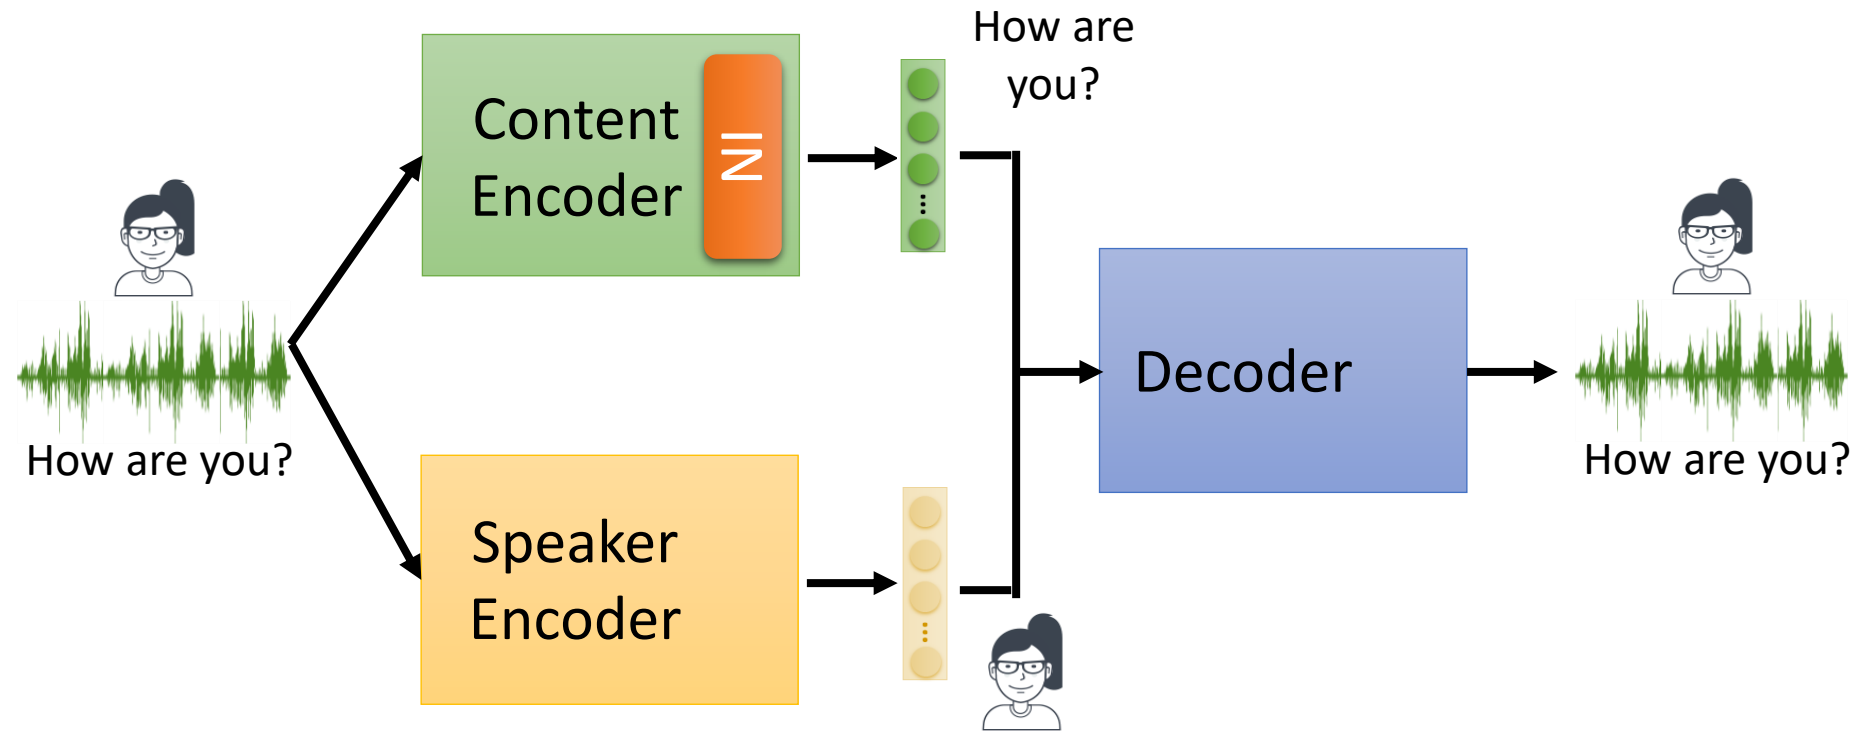 How are
you?
Content
Encoder
IN
How are you?
Decoder
How are you?
Speaker
Encoder